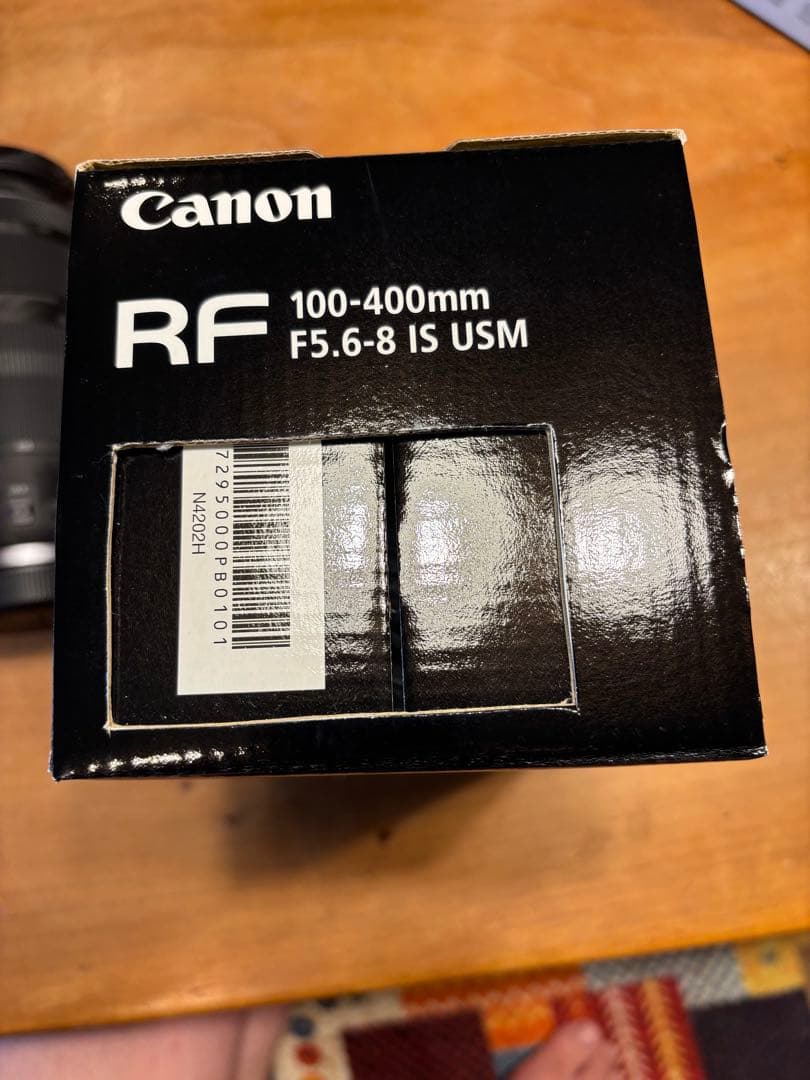 Canon
RF 100-400mm
F5.6-8 IS USM
7295000PB0101
N4202H